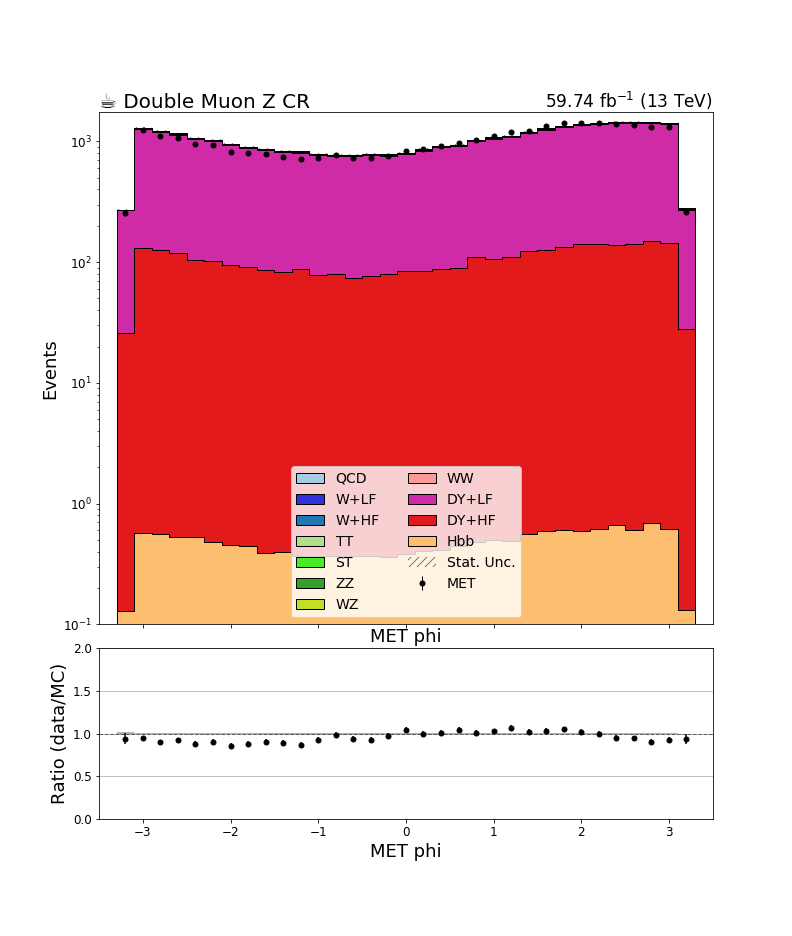 ☕ Double Muon Z CR 59.74 fb⁻¹ (13 TeV)
Events
10³
10²
10¹
10⁰
10⁻¹
QCD WW
W+LF DY+LF
W+HF DY+HF
TT Hbb
ST Stat. Unc.
ZZ MET
WZ
MET phi
Ratio (data/MC)
2.0
1.5
1.0
0.5
0.0
−3 −2 −1 0 1 2 3
MET phi